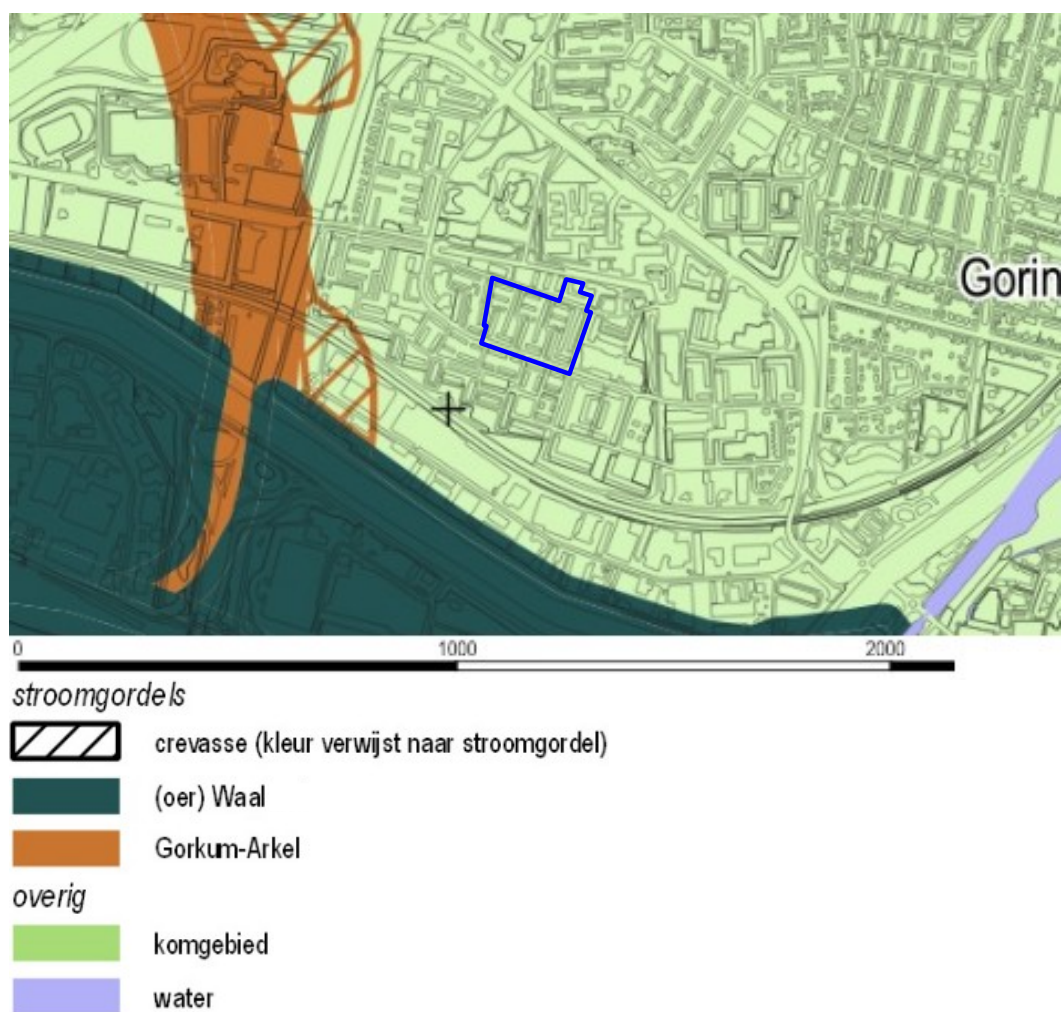 Gorin
0 1000 2000
stroomgordels
crevasse (kleur verwijst naar stroomgordel)
(oer) Waal
Gorkum-Arkel
overig
komgebied
water